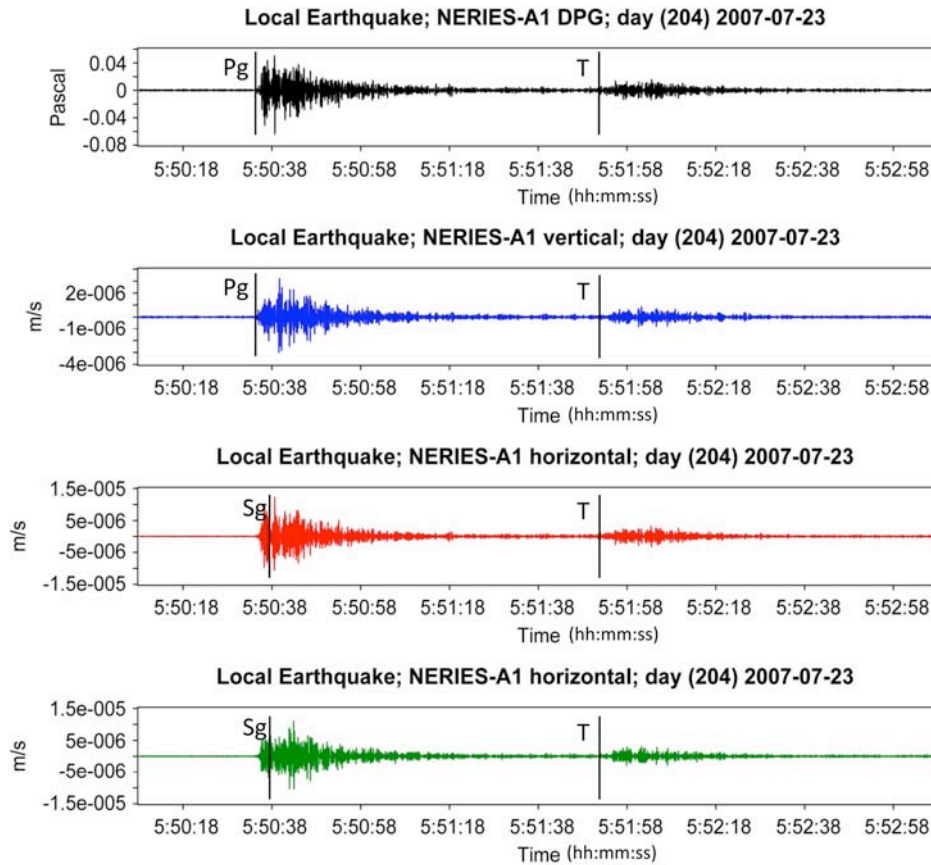 Local Earthquake; NERIES-A1 DPG; day (204) 2007-07-23
Pg T
Pascal
0.04
0
-0.04
-0.08
5:50:18 5:50:38 5:50:58 5:51:18 5:51:38 5:51:58 5:52:18 5:52:38 5:52:58
Time (hh:mm:ss)
Local Earthquake; NERIES-A1 vertical; day (204) 2007-07-23
Pg T
m/s
2e-006
-1e-006
-4e-006
5:50:18 5:50:38 5:50:58 5:51:18 5:51:38 5:51:58 5:52:18 5:52:38 5:52:58
Time (hh:mm:ss)
Local Earthquake; NERIES-A1 horizontal; day (204) 2007-07-23
Sg T
m/s
1.5e-005
5e-006
-5e-006
-1.5e-005
5:50:18 5:50:38 5:50:58 5:51:18 5:51:38 5:51:58 5:52:18 5:52:38 5:52:58
Time (hh:mm:ss)
Local Earthquake; NERIES-A1 horizontal; day (204) 2007-07-23
Sg T
m/s
1.5e-005
5e-006
-5e-006
-1.5e-005
5:50:18 5:50:38 5:50:58 5:51:18 5:51:38 5:51:58 5:52:18 5:52:38 5:52:58
Time (hh:mm:ss)